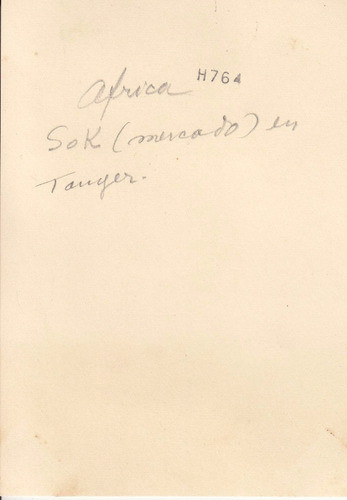 Africa H764
Sok (mercado) en
Tanger.